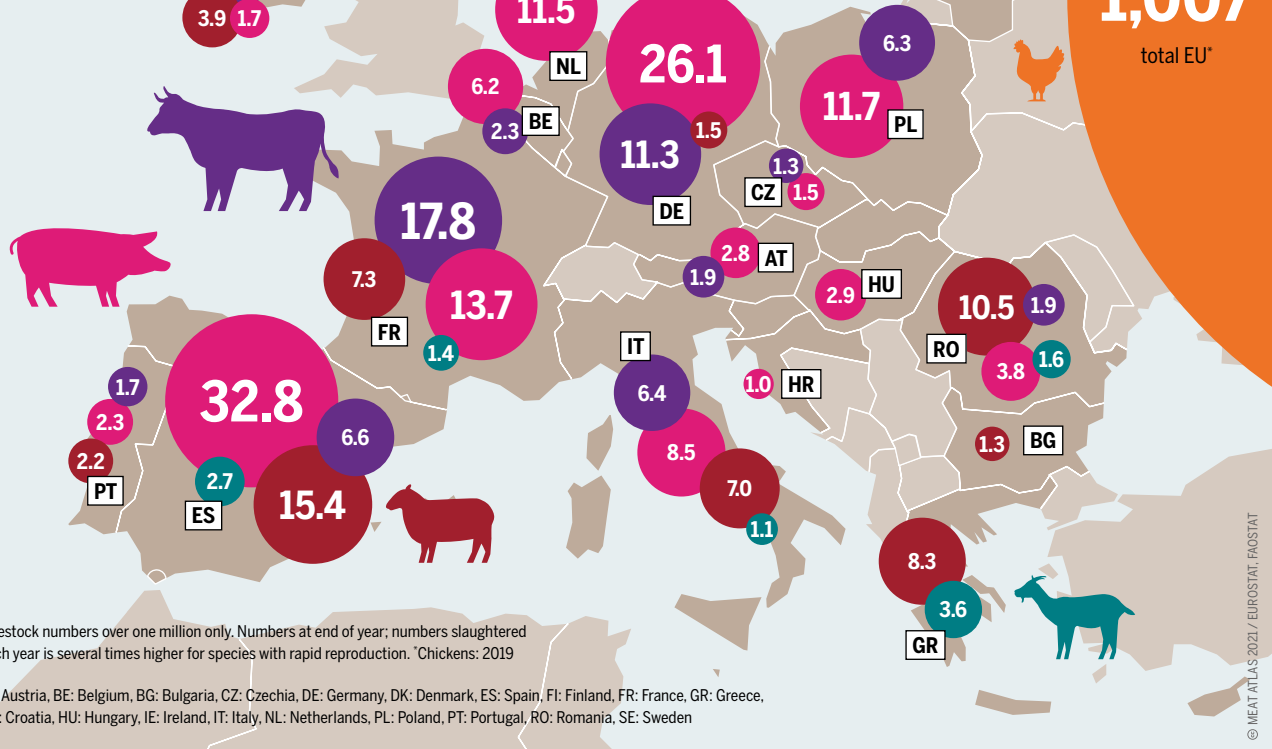 3.9 1.7
11.5
NL
26.1
6.3
total EU*
6.2
2.3 BE
1.5
11.3
DE
11.7
PL
1.3
CZ 1.5
17.8
7.3
13.7
FR
1.4
2.8 AT
1.9
2.9 HU
10.5 1.9
RO
3.8 1.6
IT
6.4
8.5
7.0
1.1
1.0 HR
1.7
2.3
2.2
PT
32.8
6.6
2.7
ES
15.4
1.3 BG
8.3
3.6
GR
estock numbers over one million only. Numbers at end of year; numbers slaughtered
h year is several times higher for species with rapid reproduction. *Chickens: 2019
Austria, BE: Belgium, BG: Bulgaria, CZ: Czechia, DE: Germany, DK: Denmark, ES: Spain, FI: Finland, FR: France, GR: Greece,
: Croatia, HU: Hungary, IE: Ireland, IT: Italy, NL: Netherlands, PL: Poland, PT: Portugal, RO: Romania, SE: Sweden
MEAT ATLAS 2021 / EUROSTAT, FAOSTAT